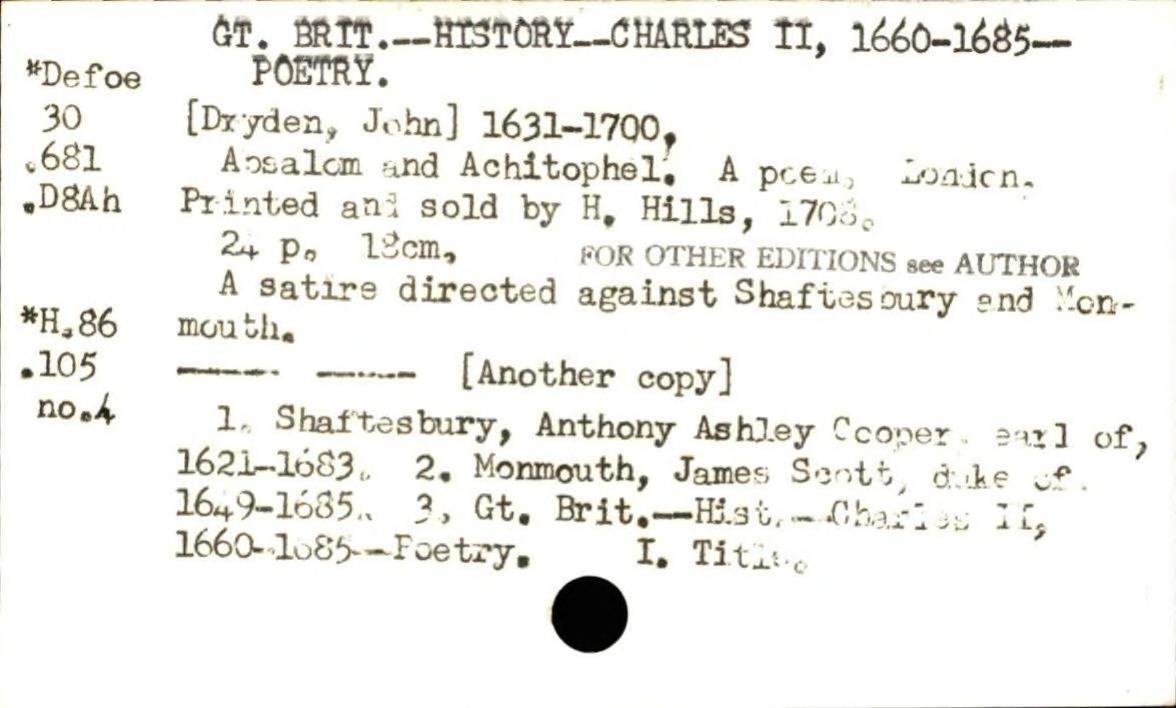 GT. BRIT.--HISTORY--CHARLES II, 1660-1685--
POETRY.
*Defoe
30
.681
.D8Ah
[Dryden, John] 1631-1700,
Absalom and Achitophel. A poem, London,
Printed and sold by H. Hills, 1708.
24 p. 18cm.
FOR OTHER EDITIONS see AUTHOR
A satire directed against Shaftesbury and Mon-
mouth.
*H.86
.105
no.4
------ ------ [Another copy]
1. Shaftesbury, Anthony Ashley Cooper, earl of,
1621-1683. 2. Monmouth, James Scott, duke of,
1649-1685. 3. Gt. Brit.--Hist.--Charles II,
1660-1685--Poetry. I. Title.